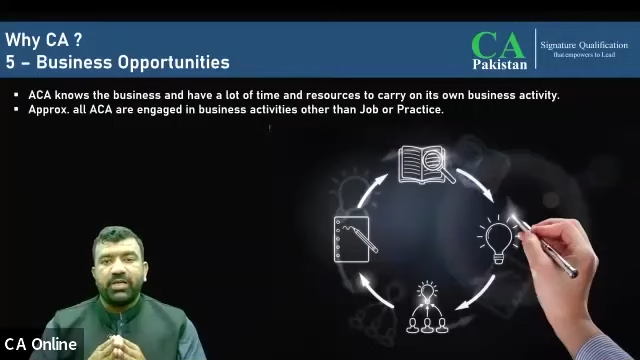 Why CA ?
5 – Business Opportunities
CA
Pakistan
Signature Qualification
that empowers to Lead
▪ ACA knows the business and have a lot of time and resources to carry on its own business activity.
▪ Approx. all ACA are engaged in business activities other than Job or Practice.
CA Online